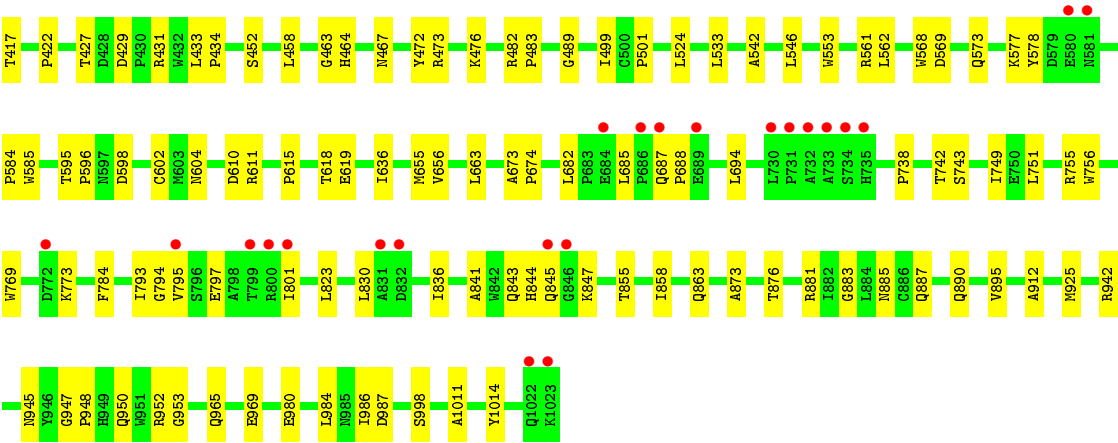 T417 P422 T427 D428 D429 P430 R431 W432 L433 P434 S452 L458 G463 H464 N467 Y472 R473 K476 R482 P483 G489 I499 C500 P501 L524 L533 A542 L546 W553 R561 L562 W568 D569 Q573 K577 Y578 D579 E580 N581
P584 W585 T595 P596 N597 D598 C602 M603 N604 D610 R611 P615 T618 E619 I636 M655 V656 L663 A673 P674 L682 P683 E684 L685 P686 Q687 P688 E689 L694 L730 P731 A732 A733 S734 H735 P738 T742 S743 I749 E750 L751 R755 W756
W769 D772 K773 F784 I793 G794 V795 S796 E797 A798 T799 R800 I801 L823 L830 A831 D832 I836 A841 W842 Q843 H844 Q845 G846 K847 T855 I858 Q863 A873 T876 R881 I882 G883 L884 N885 C886 Q887 Q890 V895 A912 M925 R942
N945 Y946 G947 P948 H949 Q950 W951 R952 G953 Q965 E969 E980 L984 N985 I986 D987 S998 A1011 Y1014 Q1022 K1023